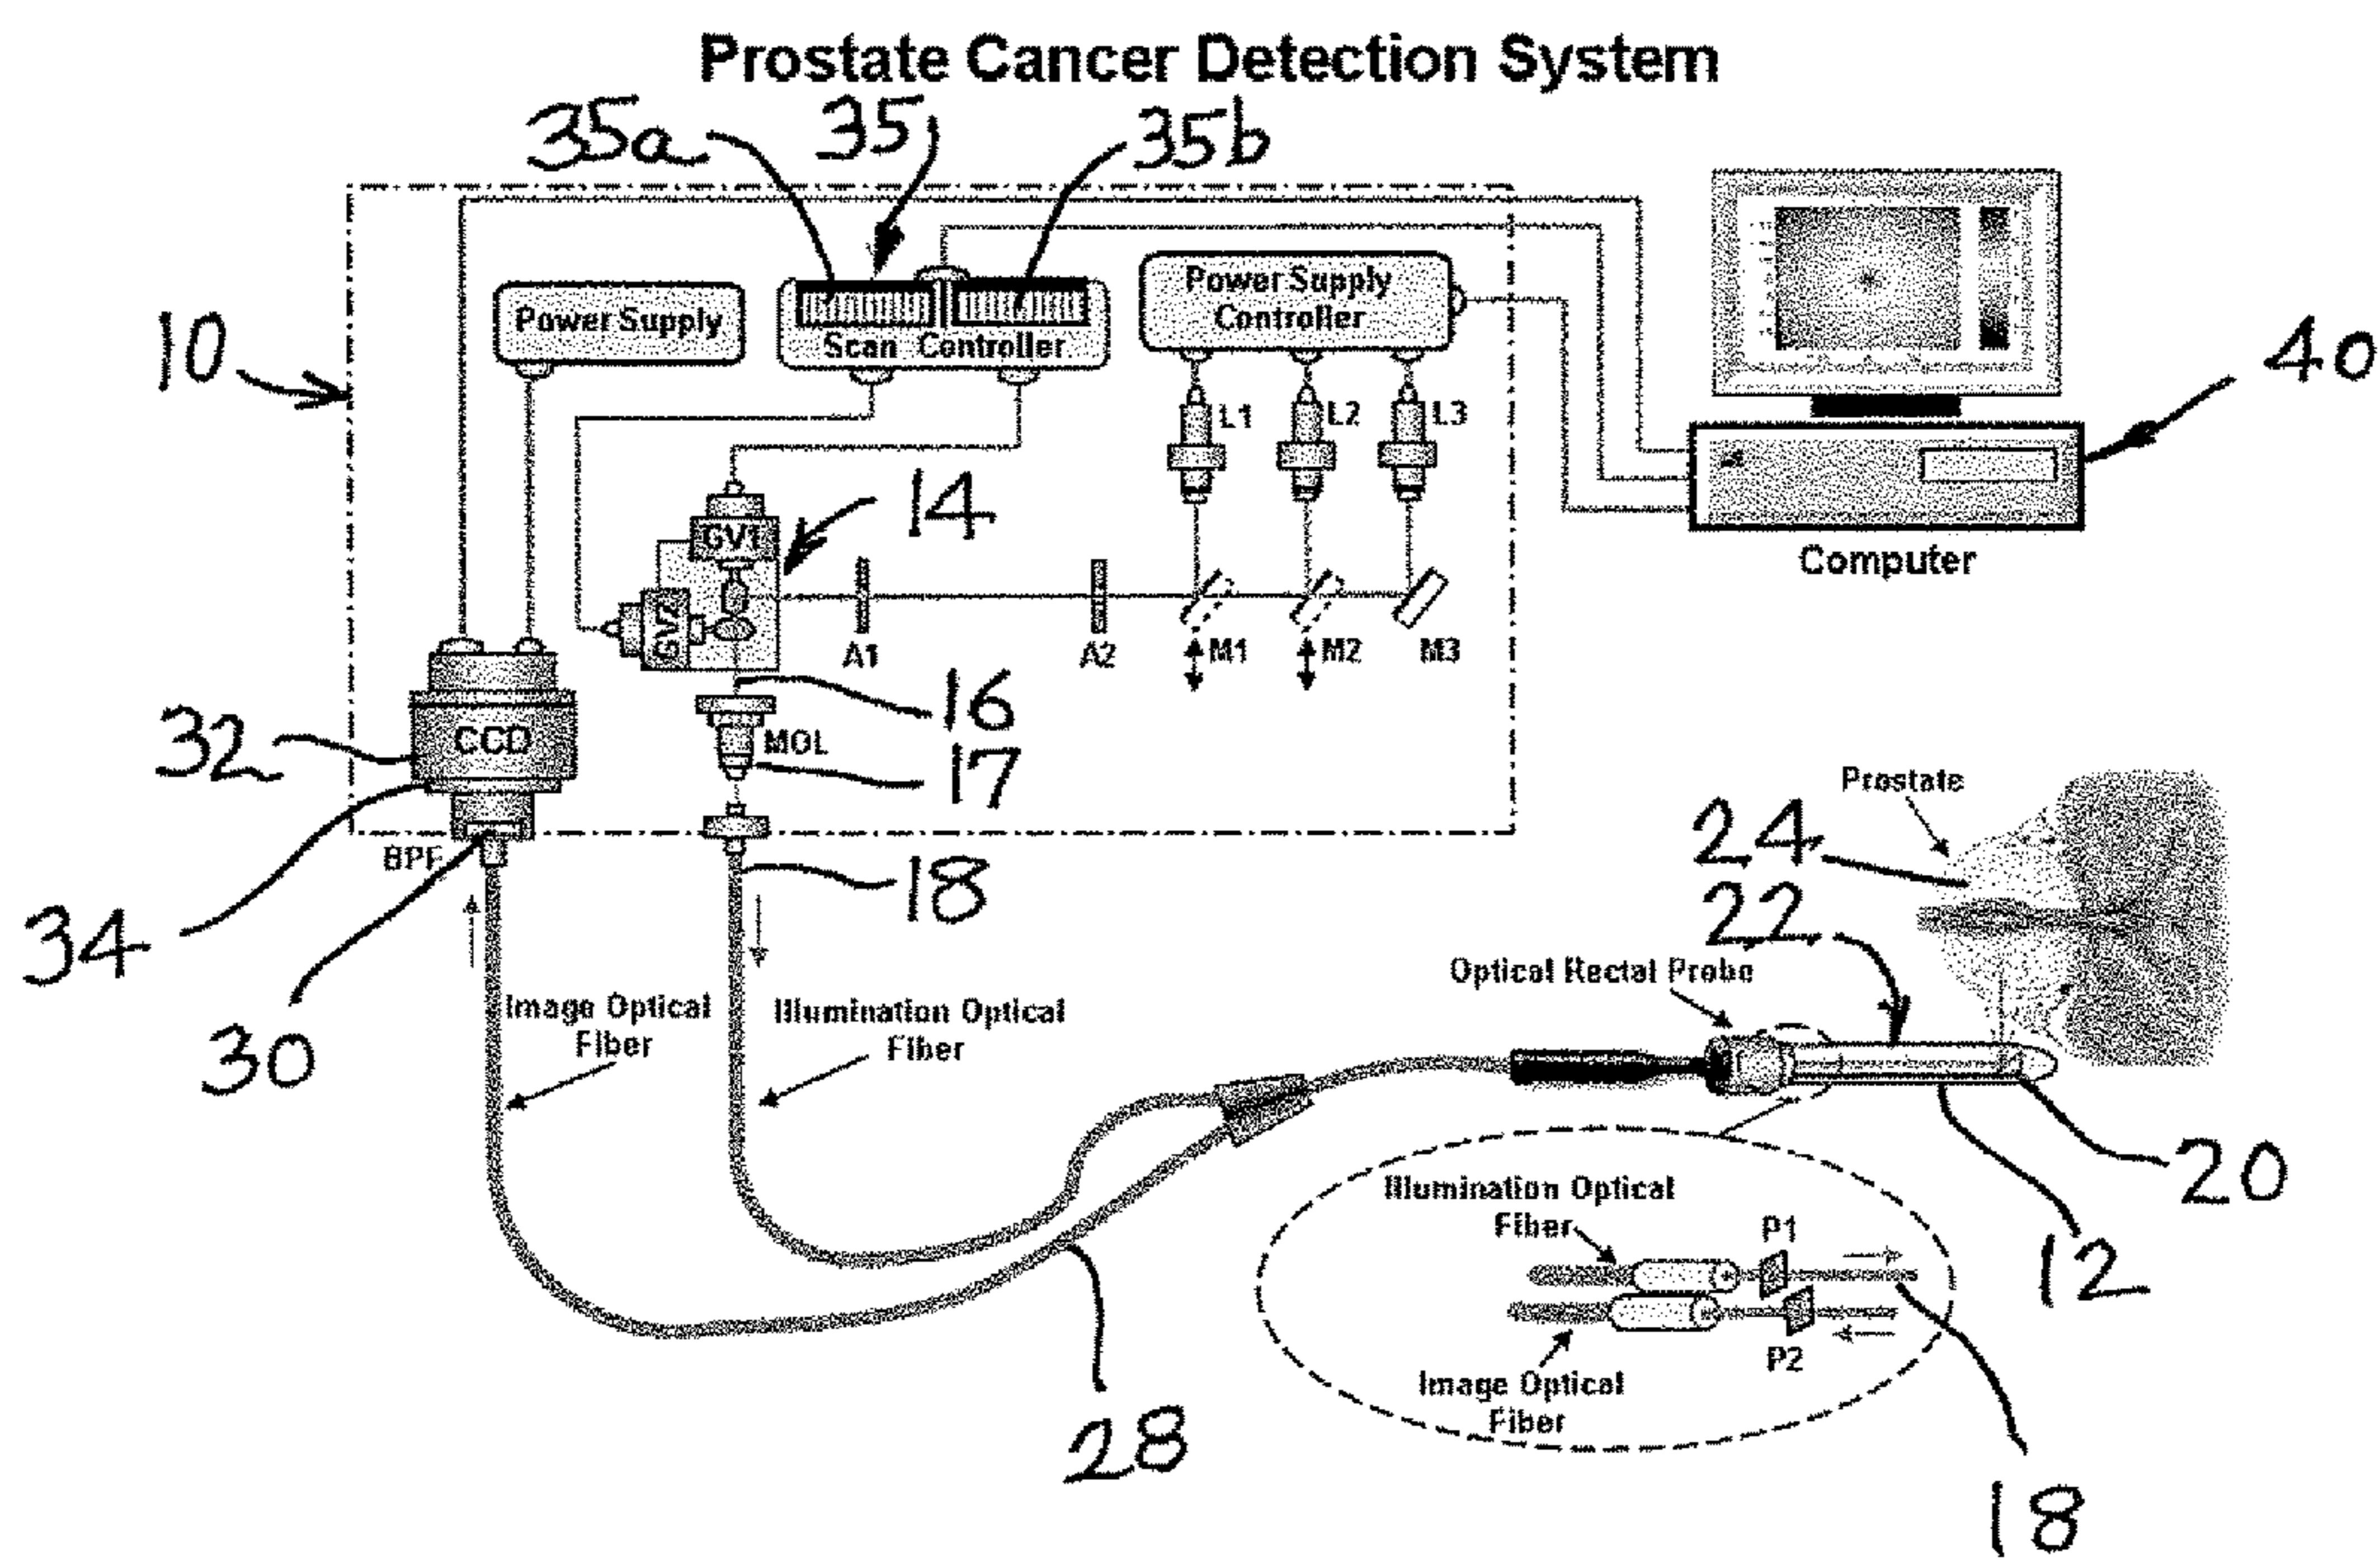 Prostate Cancer Detection System
35a
35
35b
10
Power Supply
Scan Controller
Power Supply
Controller
40
L1
L2
L3
Computer
14
GV1
GV2
A1
A2
M1
M2
M3
16
MOL
17
32
CCD
34
BPF
30
18
Prostate
24
22
Optical Rectal Probe
Image Optical
Fiber
Illumination Optical
Fiber
20
12
28
Illumination Optical
Fiber
P1
P2
Image Optical
Fiber
18